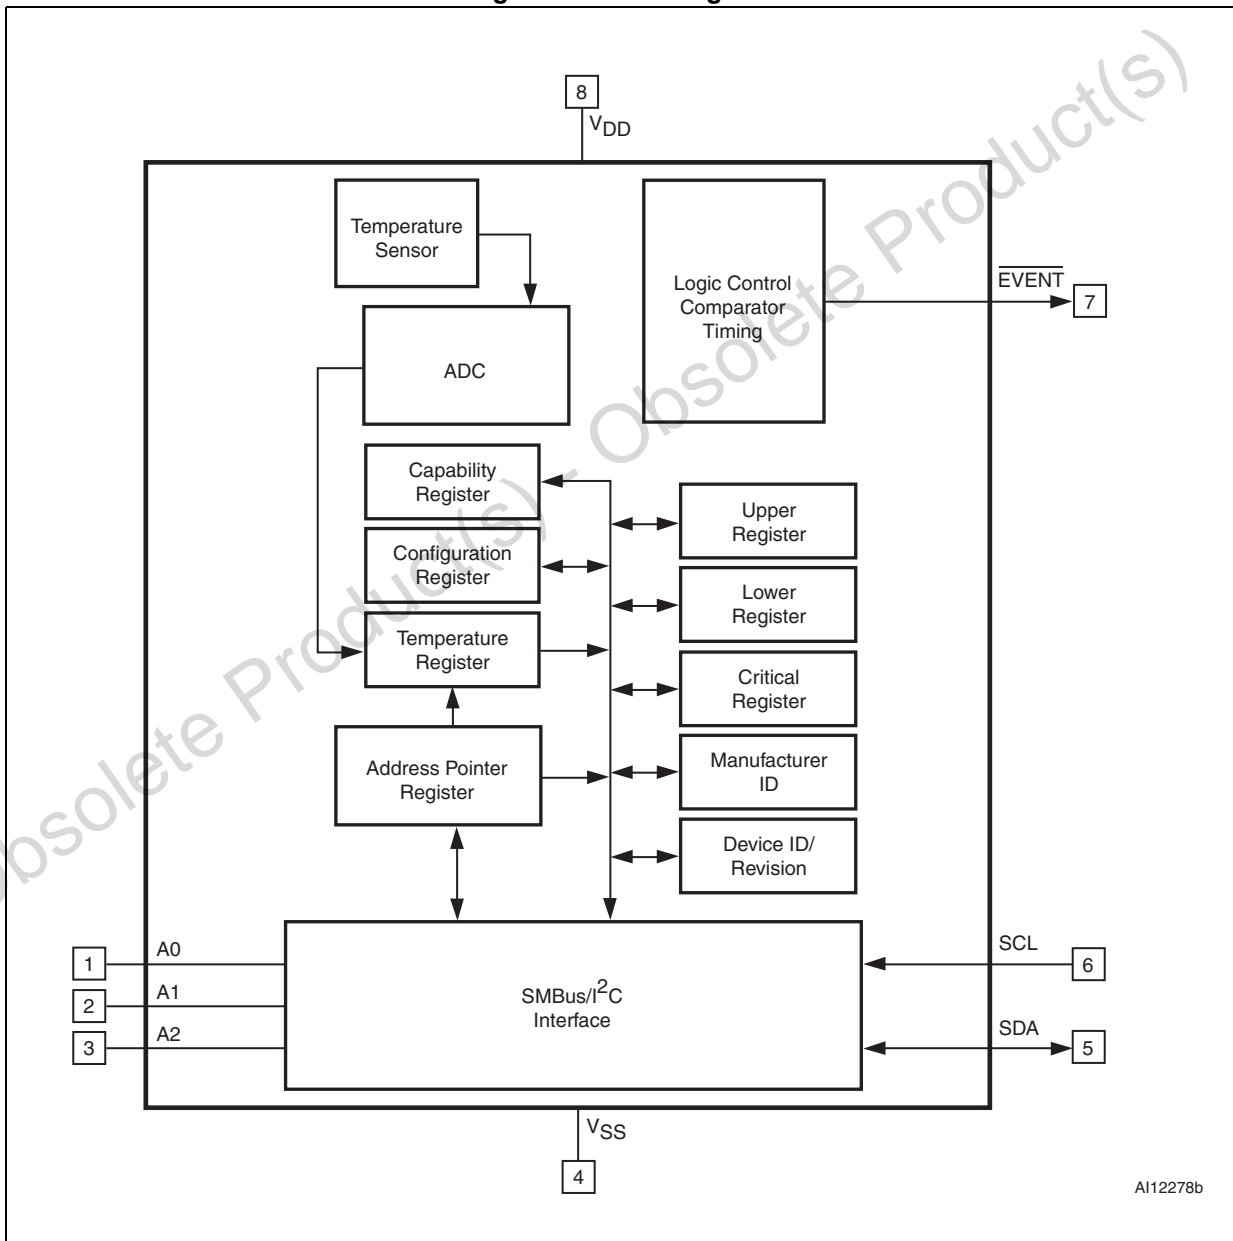 8
VDD
Temperature
Sensor
Logic Control
Comparator
Timing
EVENT
7
ADC
Capability
Register
Upper
Register
Configuration
Register
Lower
Register
Temperature
Register
Critical
Register
Address Pointer
Register
Manufacturer
ID
Device ID/
Revision
1
A0
2
A1
3
A2
SMBus/I2C
Interface
SCL
6
SDA
5
VSS
4
AI12278b
Obsolete Product(s) - Obsolete Product(s)